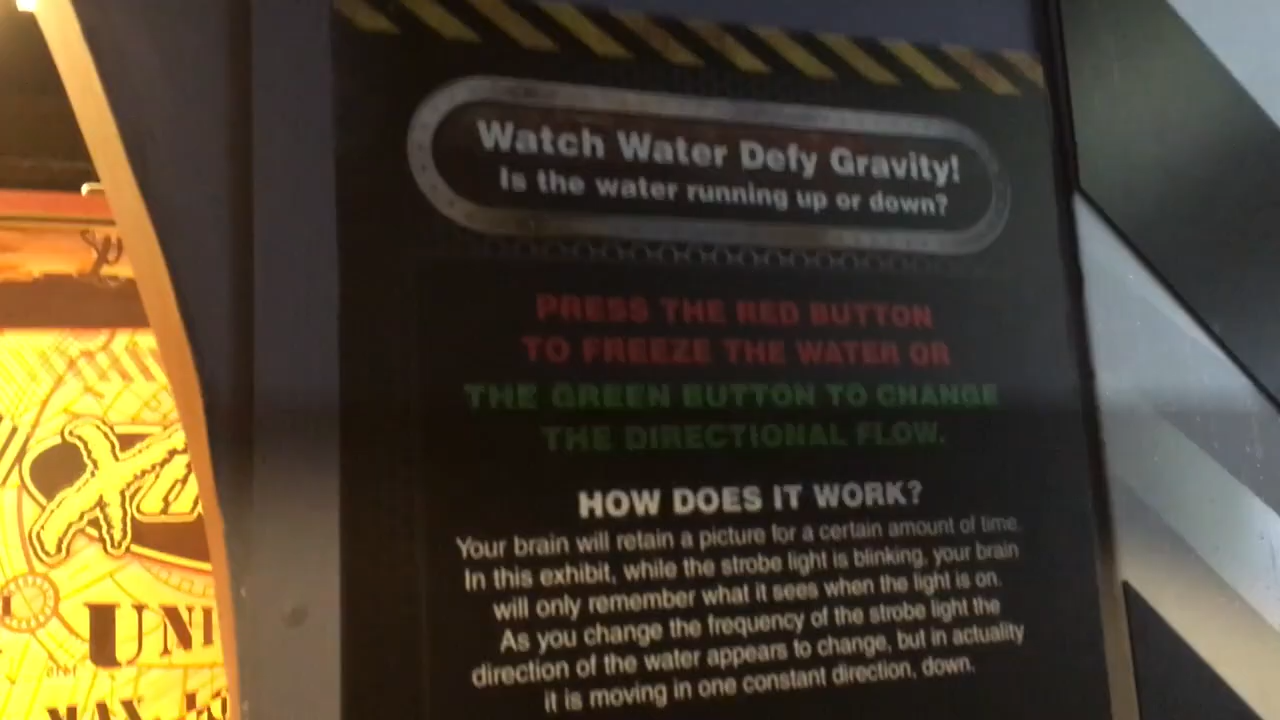 Watch Water Defy Gravity!
Is the water running up or down?
PRESS THE RED BUTTON
TO FREEZE THE WATER OR
THE GREEN BUTTON TO CHANGE
THE DIRECTIONAL FLOW.
HOW DOES IT WORK?
Your brain will retain a picture for a certain amount of time.
In this exhibit, while the strobe light is blinking, your brain
will only remember what it sees when the light is on.
As you change the frequency of the strobe light the
direction of the water appears to change, but in actuality
it is moving in one constant direction, down.
UNI